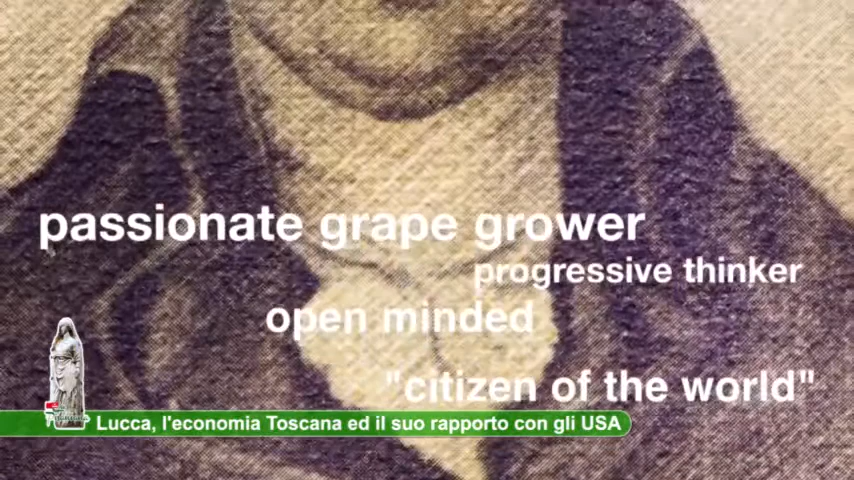 passionate grape grower
progressive thinker
open minded
"citizen of the world"
Lucca, l'economia Toscana ed il suo rapporto con gli USA